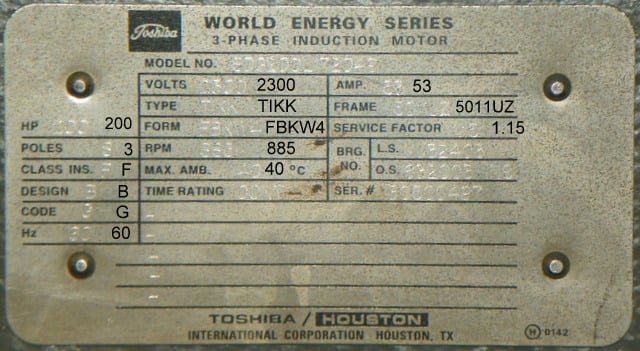 Toshiba
WORLD ENERGY SERIES
3-PHASE INDUCTION MOTOR
MODEL NO.
VOLTS 2300 AMP. 53
TYPE TIKK FRAME 5011UZ
HP 200 FORM FBKW4 SERVICE FACTOR 1.15
POLES 3 RPM 885 BRG. NO. L.S.
CLASS INS. F MAX. AMB. 40 °C O.S.
DESIGN B TIME RATING SER. #
CODE G
Hz 60
TOSHIBA / HOUSTON
INTERNATIONAL CORPORATION HOUSTON, TX
H 0142